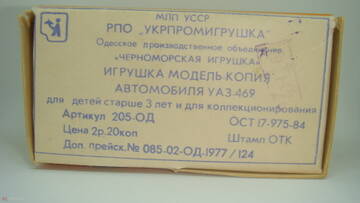 МЛП УССР
РПО „УКРПРОМИГРУШКА"
Одесское производственное объединение
«ЧЕРНОМОРСКАЯ ИГРУШКА»
ИГРУШКА МОДЕЛЬ-КОПИЯ
АВТОМОБИЛЯ УАЗ-469
для детей старше 3 лет и для коллекционирования
Артикул 205-ОД ОСТ 17-975-84
Цена 2р.20коп Штамп ОТК
Доп. прейск. № 085-02-ОД-1977/124